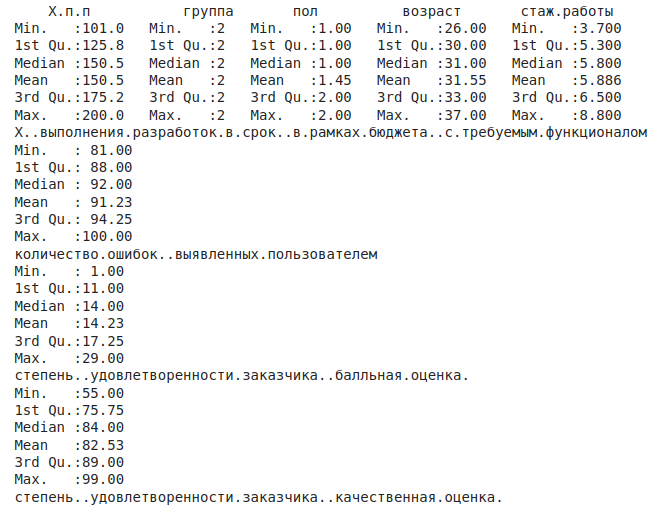 X.п.п группа пол возраст стаж.работы
Min. :101.0 Min. :2 Min. :1.00 Min. :26.00 Min. :3.700
1st Qu.:125.8 1st Qu.:2 1st Qu.:1.00 1st Qu.:30.00 1st Qu.:5.300
Median :150.5 Median :2 Median :1.00 Median :31.00 Median :5.800
Mean :150.5 Mean :2 Mean :1.45 Mean :31.55 Mean :5.886
3rd Qu.:175.2 3rd Qu.:2 3rd Qu.:2.00 3rd Qu.:33.00 3rd Qu.:6.500
Max. :200.0 Max. :2 Max. :2.00 Max. :37.00 Max. :8.800
X..выполнения.разработок.в.срок..в.рамках.бюджета..с.требуемым.функционалом
Min. : 81.00
1st Qu.: 88.00
Median : 92.00
Mean : 91.23
3rd Qu.: 94.25
Max. :100.00
количество.ошибок..выявленных.пользователем
Min. : 1.00
1st Qu.:11.00
Median :14.00
Mean :14.23
3rd Qu.:17.25
Max. :29.00
степень..удовлетворенности.заказчика..балльная.оценка.
Min. :55.00
1st Qu.:75.75
Median :84.00
Mean :82.53
3rd Qu.:89.00
Max. :99.00
степень..удовлетворенности.заказчика..качественная.оценка.